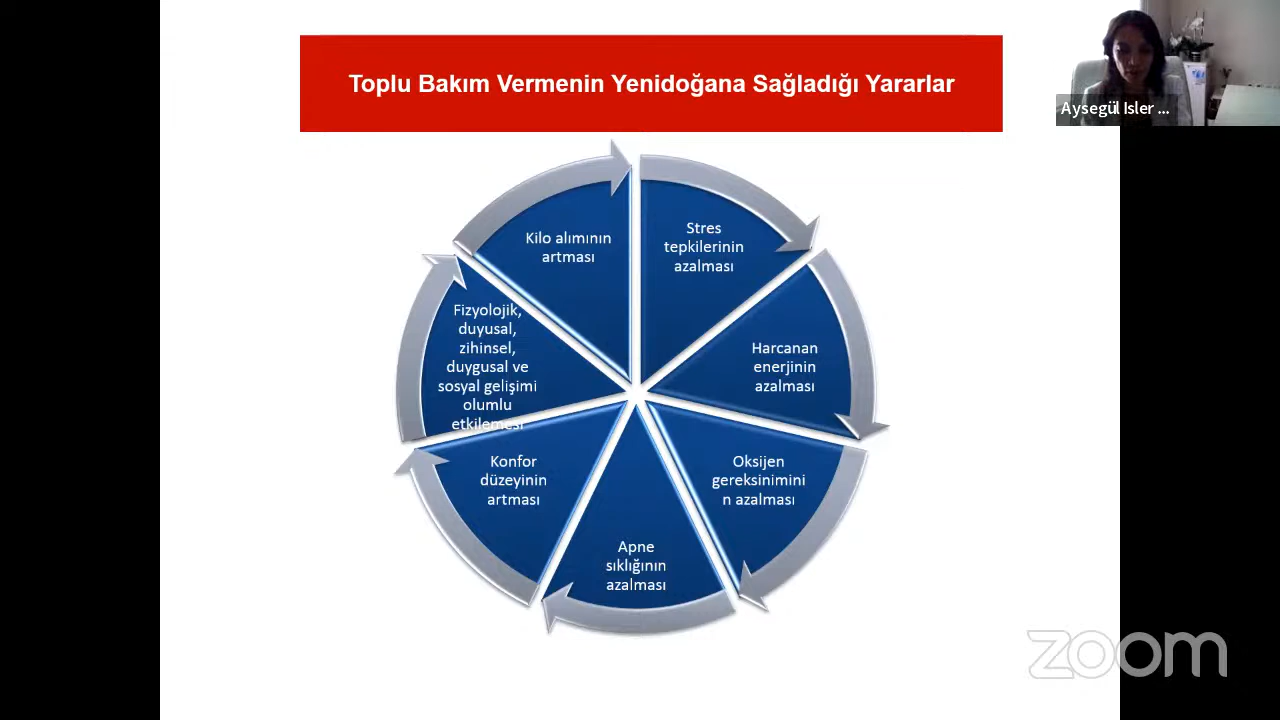 Toplu Bakım Vermenin Yenidoğana Sağladığı Yararlar
Aysegül Isler ...
Stres
tepkilerinin
azalması
Harcanan
enerjinin
azalması
Oksijen
gereksinimini
n azalması
Apne
sıklığının
azalması
Konfor
düzeyinin
artması
Fizyolojik,
duyusal,
zihinsel,
duygusal ve
sosyal gelişimi
olumlu
etkilemesi
Kilo alımının
artması
zoom